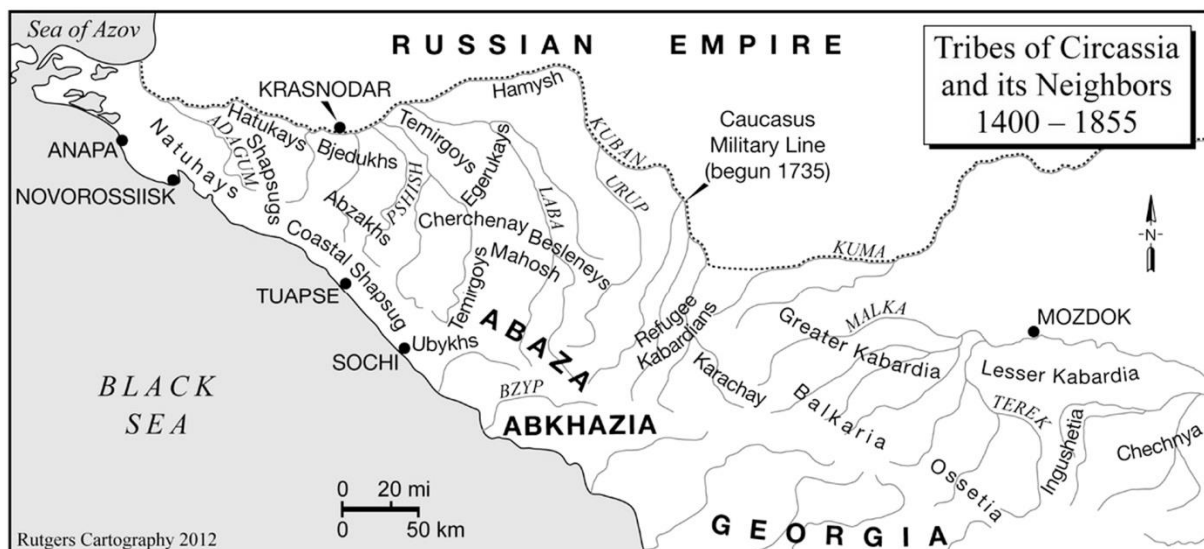 Sea of Azov
RUSSIAN EMPIRE
Tribes of Circassia
and its Neighbors
1400 – 1855
KRASNODAR
Hamysh
Caucasus
Military Line
(begun 1735)
ANAPA
NOVOROSSIISK
Natuhays
ADAGUM
Hatukays
Shapsugs
Bjedukhs
Temirgoys
Egerukays
KUBAN
URUP
LABA
PSHISH
Abzakhs
Cherchenay
Besleneys
Mahosh
Temirgoys
Coastal Shapsug
TUAPSE
SOCHI
Ubykhs
ABAZA
Refugee
Kabardians
KUMA
-N-
MALKA
MOZDOK
Greater Kabardia
Lesser Kabardia
Karachay
Balkaria
TEREK
Ingushetia
Chechnya
Ossetia
BLACK
SEA
BZYP
ABKHAZIA
GEORGIA
0 20 mi
0 50 km
Rutgers Cartography 2012